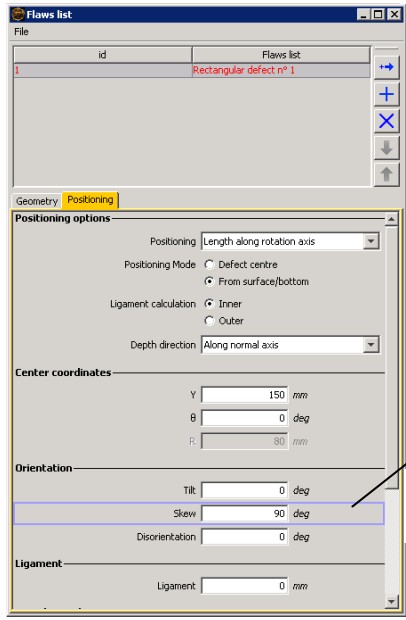 Flaws list
File
id Flaws list
1 Rectangular defect n° 1
Geometry Positioning
Positioning options
Positioning Length along rotation axis
Positioning Mode Defect centre
From surface/bottom
Ligament calculation Inner
Outer
Depth direction Along normal axis
Center coordinates
Y 150 mm
θ 0 deg
R 80 mm
Orientation
Tilt 0 deg
Skew 90 deg
Disorientation 0 deg
Ligament
Ligament 0 mm